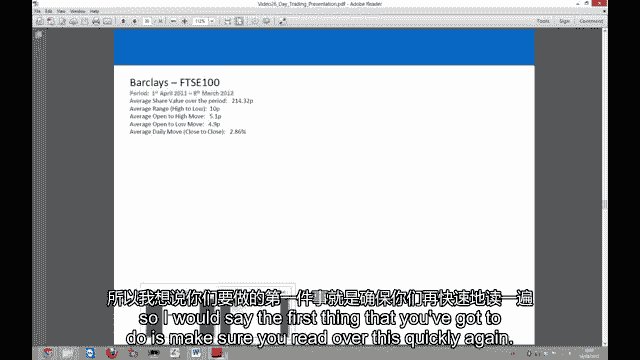 Video26_Day_Trading_Presentation.pdf - Adobe Reader
File Edit View Window Help
112%
Tools Sign Comment
Barclays – FTSE100
Period: 1st April 2011 – 8th March 2012
Average Share Value over the period: 214.32p
Average Range (High to Low): 10p
Average Open to High Move: 5.1p
Average Open to Low Move: 4.9p
Average Daily Move (Close to Close): 2.86%
所以我想说你们要做的第一件事就是确保你们再快速地读一遍
so I would say the first thing that you've got to
do is make sure you read over this quickly again.